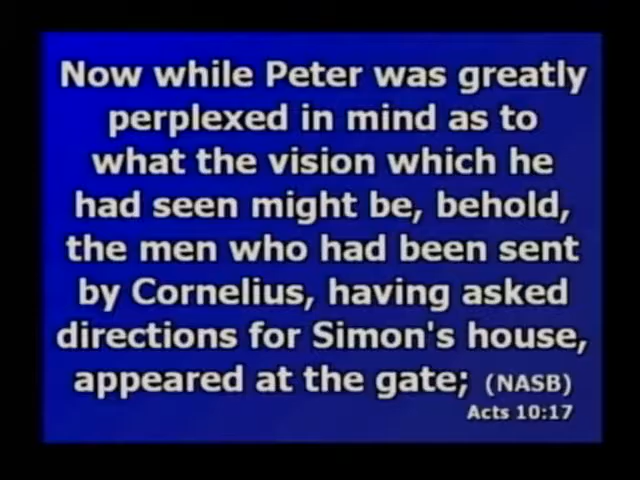 Now while Peter was greatly
perplexed in mind as to
what the vision which he
had seen might be, behold,
the men who had been sent
by Cornelius, having asked
directions for Simon's house,
appeared at the gate; (NASB)
Acts 10:17